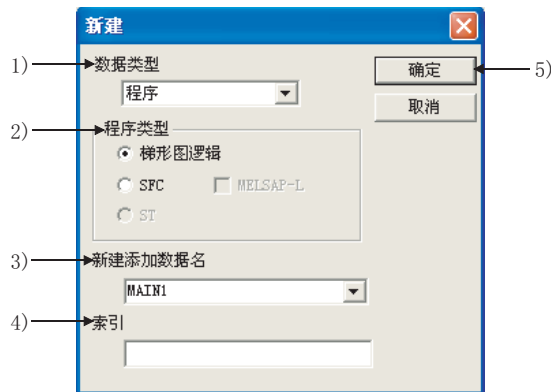 新建
1) 数据类型
确定 5)
程序
取消
2) 程序类型
梯形图逻辑
SFC MELSAP-L
ST
3) 新建添加数据名
MAIN1
4) 索引